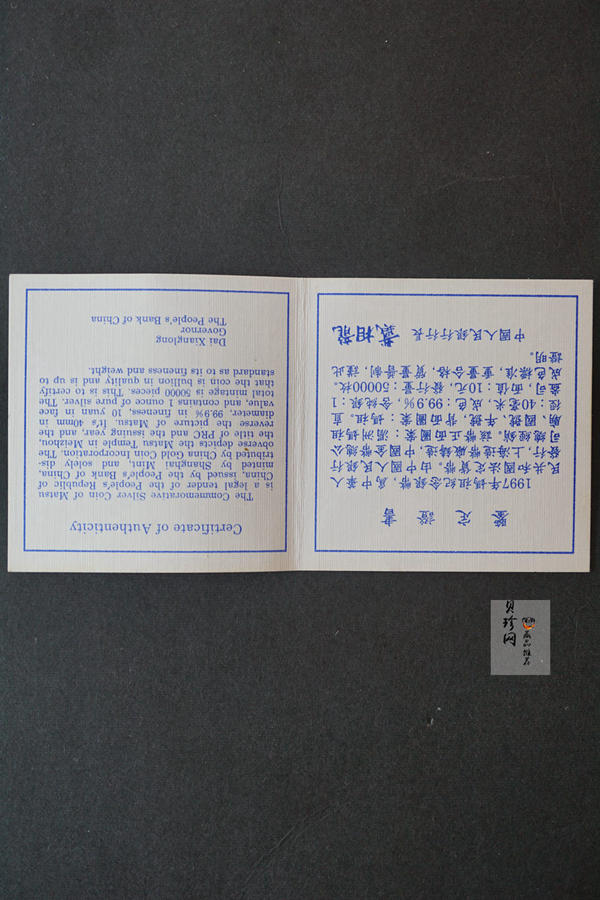 鑒 定 證 書
1997年媽祖紀念銀幣，爲中華人
民共和國法定貨幣，由中國人民銀行
發行，上海造幣廠鑄造，中國金幣總公
司總經銷。該幣正面圖案：湄洲媽祖
廟、國號、年號，背面圖案：媽祖。直
徑：40毫米，成色：99.9%，含純銀：1
盎司，面值：10元，發行量：50000枚。
成色標准，重量合格，質量普制，謹此
證明。
中國人民銀行行長 戴相龍
Certificate of Authenticity
The Commemorative Silver Coin of Matsu
is a legal tender of the People's Republic of
China, issued by the People's Bank of China,
minted by Shanghai Mint, and solely dis-
tributed by China Gold Coin Incorporation. The
obverse depicts the Matsu Temple in Meizhou,
the title of PRC and the issuing year, and the
reverse the picture of Matsu. It's 40mm in
diameter, 99.9% in fineness, 10 yuan in face
value, and contains 1 ounce of pure silver. The
total mintage is 50000 pieces. This is to certify
that the coin is bullion in quality and is up to
standard as to its fineness and weight.
Dai Xianglong
Governor
The People's Bank of China
贝珍网
藏品推荐